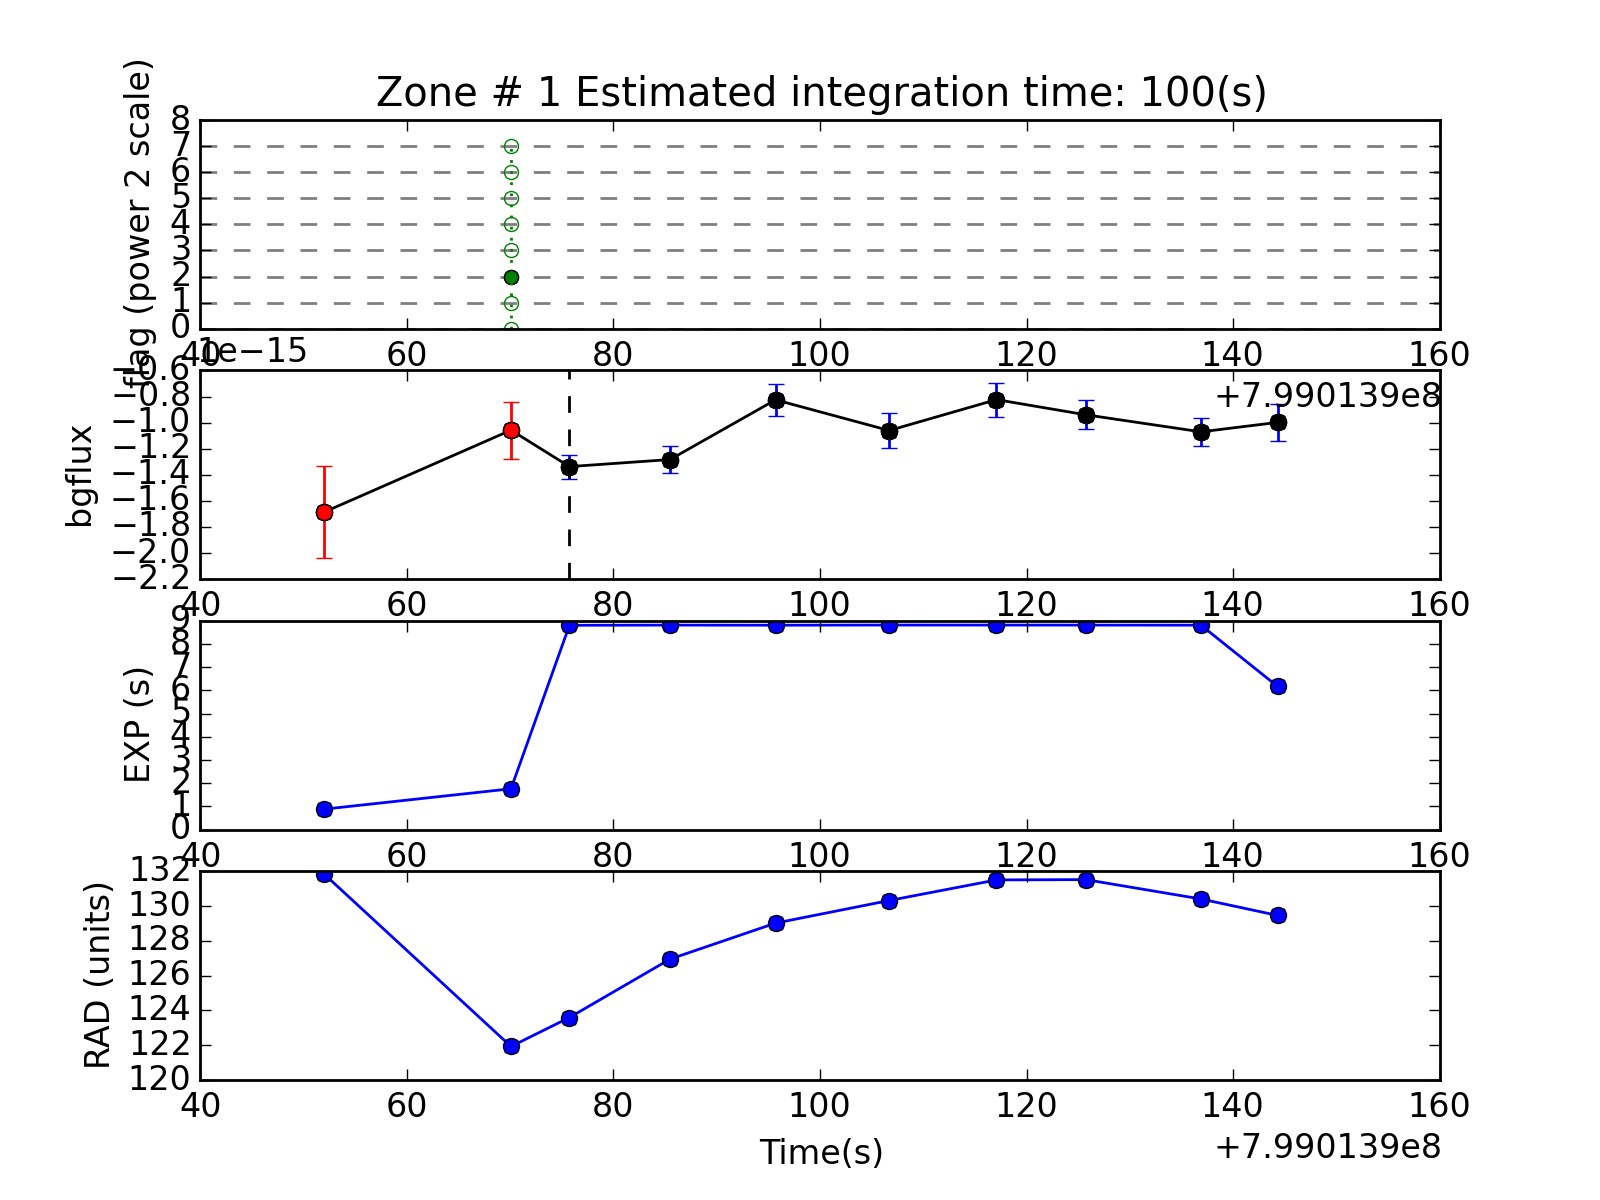 Zone # 1 Estimated integration time: 100(s)
flag (power 2 scale)
8
7
6
5
4
3
2
1
0
40 60 80 100 120 140 160
1e−15
+7.990139e8
bgflux
−0.6
−0.8
−1.0
−1.2
−1.4
−1.6
−1.8
−2.0
−2.2
40 60 80 100 120 140 160
EXP (s)
9
8
7
6
5
4
3
2
1
0
40 60 80 100 120 140 160
RAD (units)
132
130
128
126
124
122
120
40 60 80 100 120 140 160
Time(s)
+7.990139e8